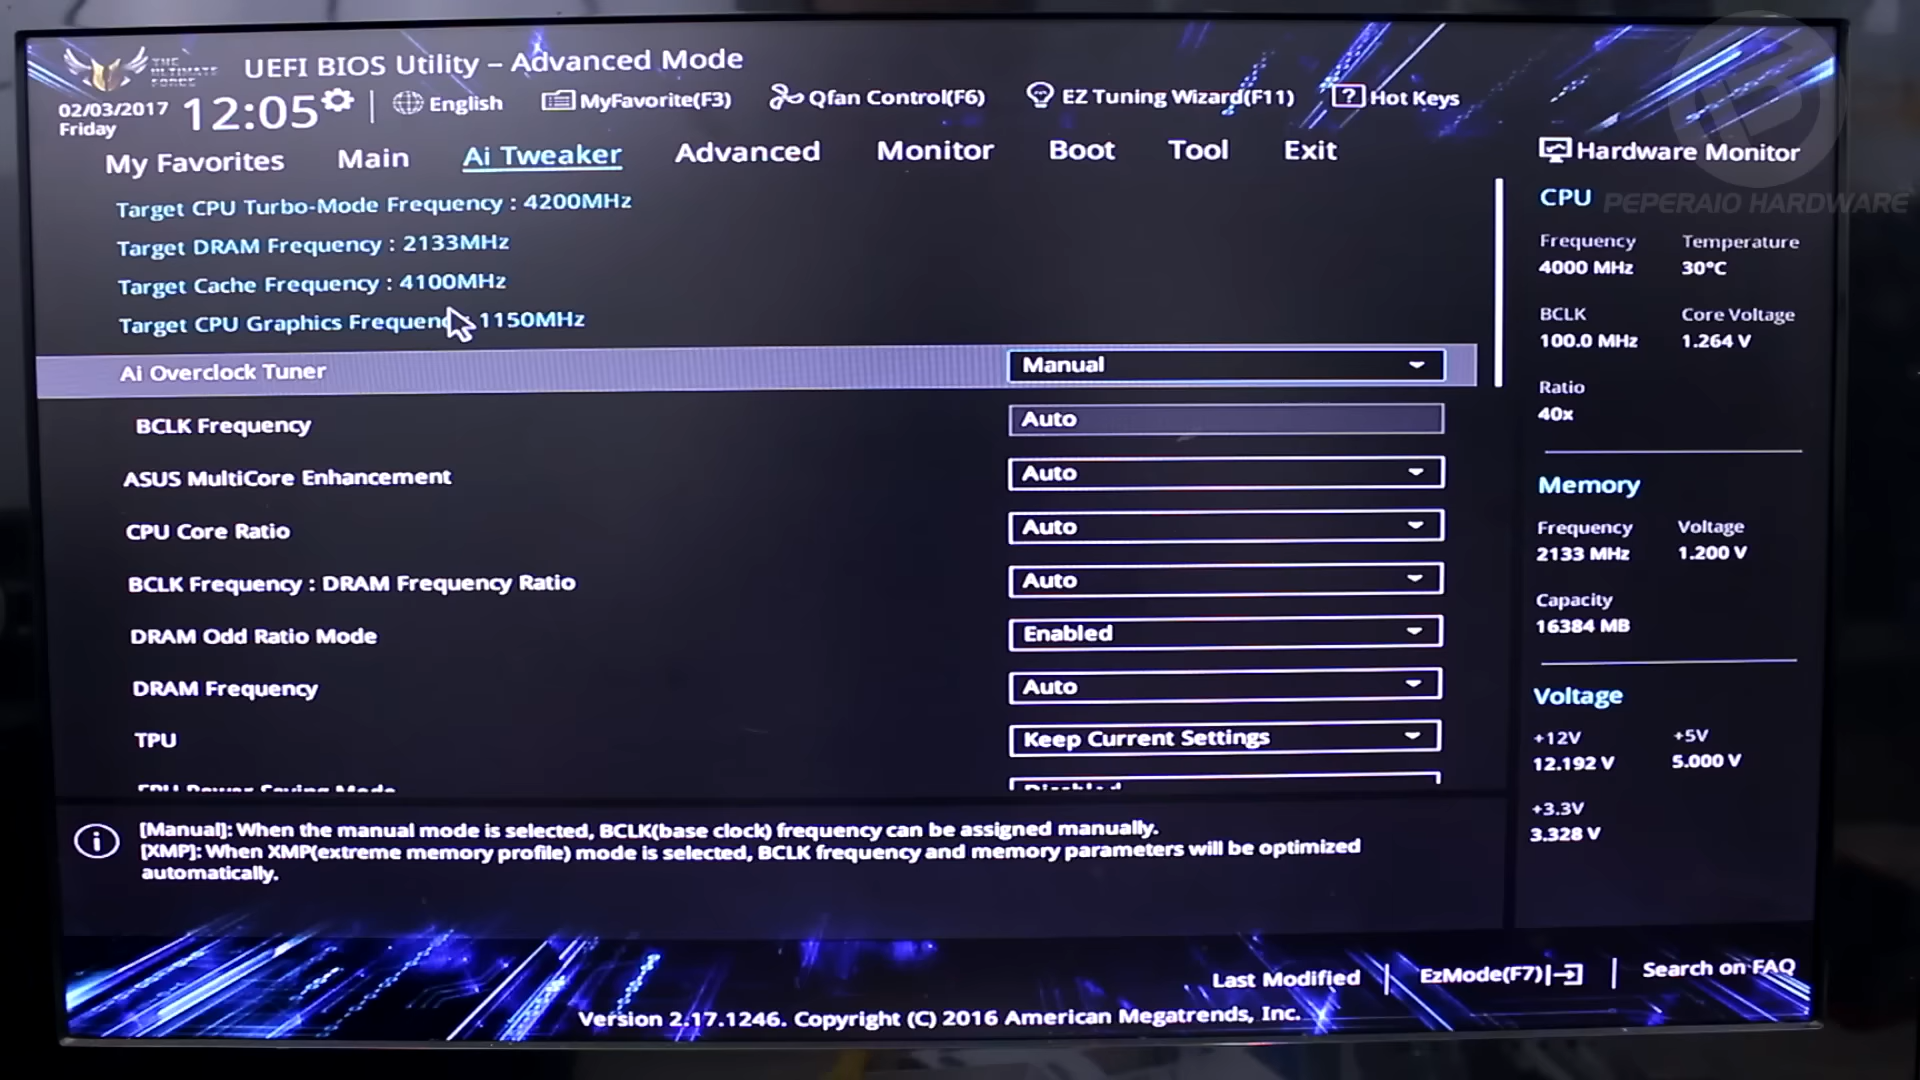 THE ULTIMATE FORCE
UEFI BIOS Utility – Advanced Mode
02/03/2017
Friday
12:05
English
MyFavorite(F3)
Qfan Control(F6)
EZ Tuning Wizard(F11)
? Hot Keys
My Favorites
Main
Ai Tweaker
Advanced
Monitor
Boot
Tool
Exit
Target CPU Turbo-Mode Frequency : 4200MHz
Target DRAM Frequency : 2133MHz
Target Cache Frequency : 4100MHz
Target CPU Graphics Frequency : 1150MHz
Ai Overclock Tuner Manual
BCLK Frequency Auto
ASUS MultiCore Enhancement Auto
CPU Core Ratio Auto
BCLK Frequency : DRAM Frequency Ratio Auto
DRAM Odd Ratio Mode Enabled
DRAM Frequency Auto
TPU Keep Current Settings
CPU Power Saving Mode Disabled
[Manual]: When the manual mode is selected, BCLK(base clock) frequency can be assigned manually.
[XMP]: When XMP(extreme memory profile) mode is selected, BCLK frequency and memory parameters will be optimized
automatically.
Hardware Monitor
CPU
PEPERAIO HARDWARE
Frequency Temperature
4000 MHz 30°C
BCLK Core Voltage
100.0 MHz 1.264 V
Ratio
40x
Memory
Frequency Voltage
2133 MHz 1.200 V
Capacity
16384 MB
Voltage
+12V +5V
12.192 V 5.000 V
+3.3V
3.328 V
Last Modified
EzMode(F7)
Search on FAQ
Version 2.17.1246. Copyright (C) 2016 American Megatrends, Inc.